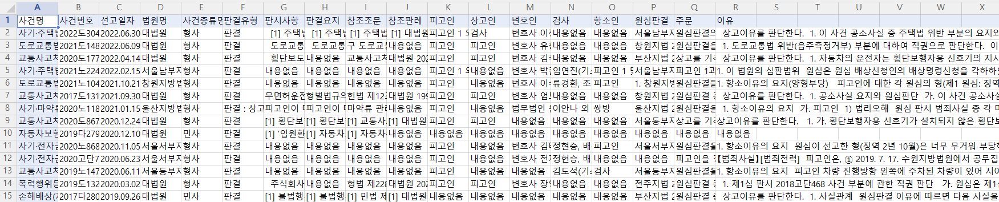 A B C D E F G H I J K L M N O P Q R S T U V W X
1 사건명 사건번호 선고일자 법원명 사건종류명 판결유형 판시사항 판결요지 참조조문 참조판례 피고인 상고인 변호인 검사 항소인 원심판결 주문 이유
2 사기·주택법 2022도304 2022.06.30 대법원 형사 판결 [1] 주택법 [1] 주택 [1] 주택법 [1] 대법원 피고인 1 외 검사 변호사 이 내용없음 내용없음 서울남부지 원심판결의 상고이유를 판단한다. 1. 이 사건 공소사실 중 주택법 위반 부분의 요지와
3 도로교통법 2021도148 2022.06.09 대법원 형사 판결 도로교통 도로교통 구 도로교 내용없음 피고인 피고인 변호사 유 내용없음 내용없음 창원지법 2 원심판결을 1. 도로교통법 위반(음주측정거부) 부분에 대하여 직권으로 판단한다. 이
4 교통사고처 2020도177 2022.04.14 대법원 형사 판결 횡단보도 내용없음 교통사고처 대법원 202 피고인 피고인 변호사 김 내용없음 내용없음 부산지법 2 상고를 기각 상고이유를 판단한다. 1. 자동차의 운전자는 횡단보행자용 신호기의 지시
5 사기·주택법 2021노224 2022.02.15 서울남부지 형사 판결 내용없음 내용없음 내용없음 내용없음 피고인 1 외 내용없음 변호사 박 임연진(기소 피고인 1 및 서울남부지 피고인 1과 1. 이 법원의 심판범위 원심은 원심 배상신청인의 배상명령신청을 각하하였
6 도로교통법 2021노104 2021.10.21 창원지방법 형사 판결 내용없음 내용없음 내용없음 내용없음 피고인 내용없음 변호사 이 류경환, 조 피고인 1. 창원지방 원심판결들 1. 항소이유의 요지(양형부당) 피고인에 대한 각 원심의 형(제1 원심: 징역
7 교통사고처 2017도131 2021.09.30 대법원 형사 판결 무면허운전 형벌법규의 헌법 제12조 대법원 199 피고인 피고인 변호사 엄 내용없음 내용없음 창원지법 2 원심판결을 1. 공소사실 요지와 원심판단 가. 이 사건 공소사실
8 사기·마약류 2020노118 2021.01.15 울산지방법 형사 판결 : 상고 피고인이 피고인이 마약류 관리 내용없음 피고인 내용없음 법무법인 이안나 외 쌍방 울산지법 2 원심판결을 1. 항소이유의 요지 가. 피고인 1) 법리오해 원심 판시 범죄사실 중 각
9 교통사고처 2020도867 2020.12.24 대법원 형사 판결 [1] 횡단보 [1] 횡단보 [1] 교통사 [1] 대법원 피고인 피고인 내용없음 내용없음 내용없음 서울동부지 상고를 기각 상고이유를 판단한다. 1. 가. 횡단보행자용 신호기가 설치되지 않은 횡단보
10 자동차보험 2019다279 2020.12.10 대법원 민사 판결 [1] ‘입원환 [1] 자동차 [1] 자동차 내용없음 내용없음 내용없음 내용없음 내용없음 내용없음 내용없음 내용없음 내용없음
11 사기·전자금 2020노868 2020.11.05 서울서부지 형사 판결 내용없음 내용없음 내용없음 내용없음 피고인 내용없음 변호사 김 정현승, 배 피고인 서울서부지 원심판결을 1. 항소이유의 요지 원심이 선고한 형(징역 2년 10월)은 너무 무거워 부당
12 사기·전자금 2020고단7 2020.06.23 서울서부지 형사 판결 내용없음 내용없음 내용없음 내용없음 피고인 내용없음 변호사 전 정현승, 배 내용없음 내용없음 피고인을 징 【범죄사실】[범죄전력] 피고인은, ① 2019. 7. 17. 수원지방법원에서 공무집
13 교통사고처 2019노147 2020.06.11 서울동부지 형사 판결 내용없음 내용없음 내용없음 내용없음 피고인 내용없음 내용없음 김도석(기소 검사 서울동부지 원심판결을 1. 항소이유의 요지 피고인 차량 진행방향 왼쪽에 주차된 차량이 있어 시야
14 폭력행위등 2019도132 2020.03.02 대법원 형사 판결 주식회사 내용없음 형법 제228 대법원 202 피고인 피고인 변호사 장 내용없음 내용없음 전주지법 2 원심판결 중 1. 제1심 판시 2018고단468 사건 부분에 관한 직권 판단 가. 원심은 제1심
15 손해배상( 2017다280 2019.09.26 대법원 민사 판결 [1] 불법행 [1] 불법행 [1] 민법 제 [1] 대법원 내용없음 내용없음 내용없음 내용없음 내용없음 부산지법 2 원심판결 중 상고이유를 판단한다. 1. 사실관계 원심판결 이유에 따르면 다음 사실을